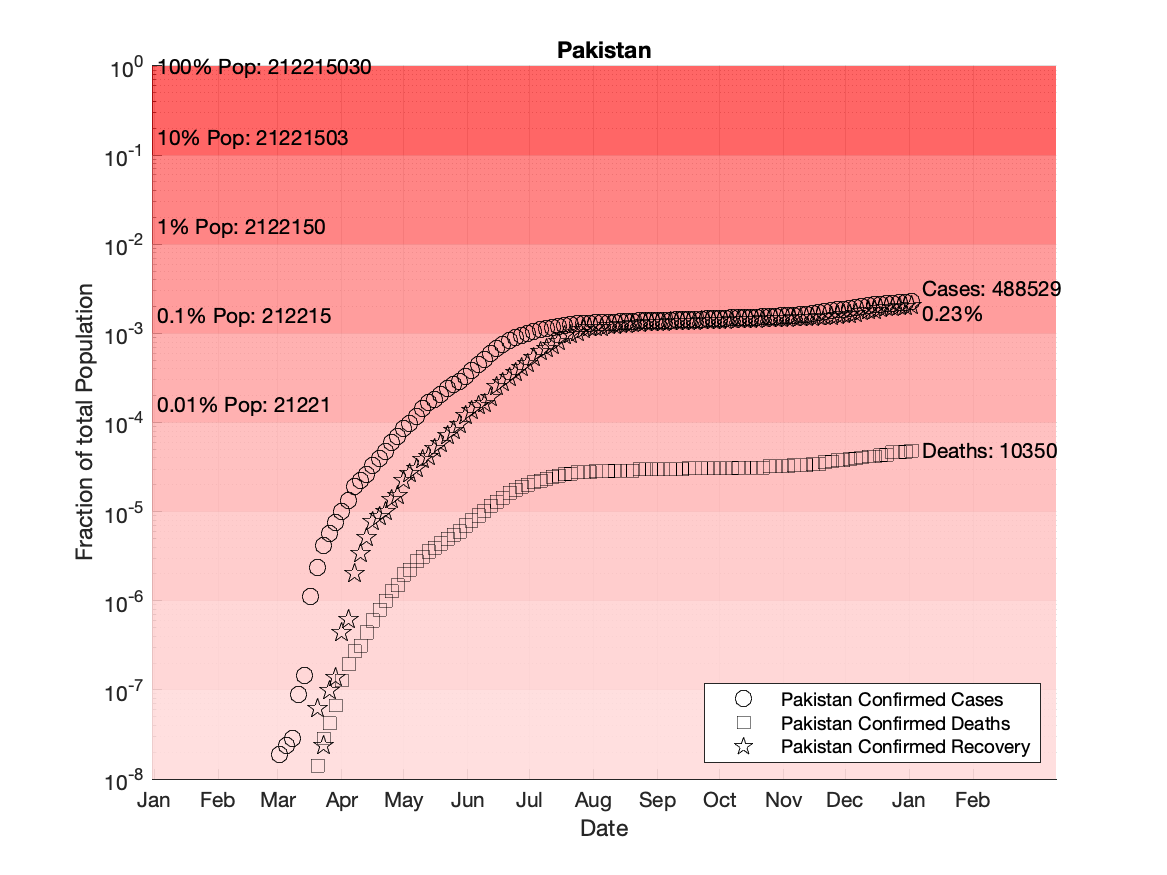 Pakistan
10^0
100% Pop: 212215030
10% Pop: 21221503
10^-1
1% Pop: 2122150
10^-2
Cases: 488529
0.23%
0.1% Pop: 212215
10^-3
0.01% Pop: 21221
10^-4
Deaths: 10350
10^-5
10^-6
10^-7
10^-8
Fraction of total Population
Pakistan Confirmed Cases
Pakistan Confirmed Deaths
Pakistan Confirmed Recovery
Jan Feb Mar Apr May Jun Jul Aug Sep Oct Nov Dec Jan Feb
Date